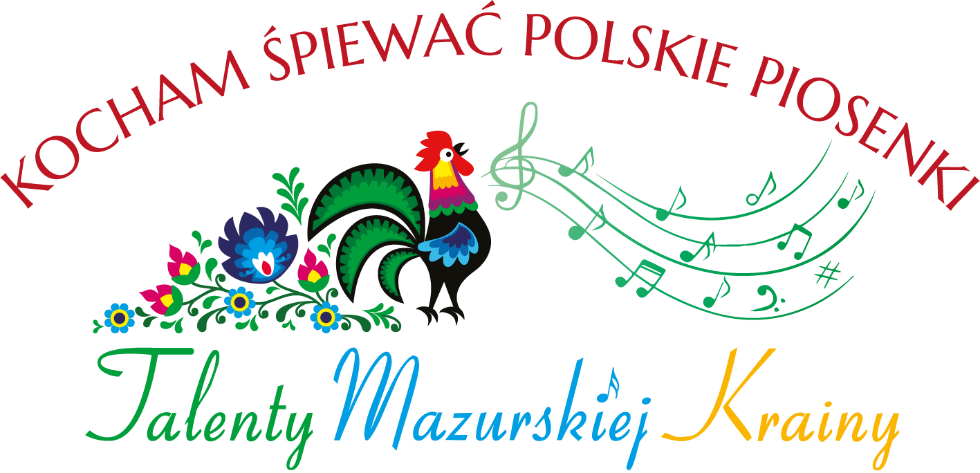 KOCHAM ŚPIEWAĆ POLSKIE PIOSENKI
Talenty Mazurskiej Krainy